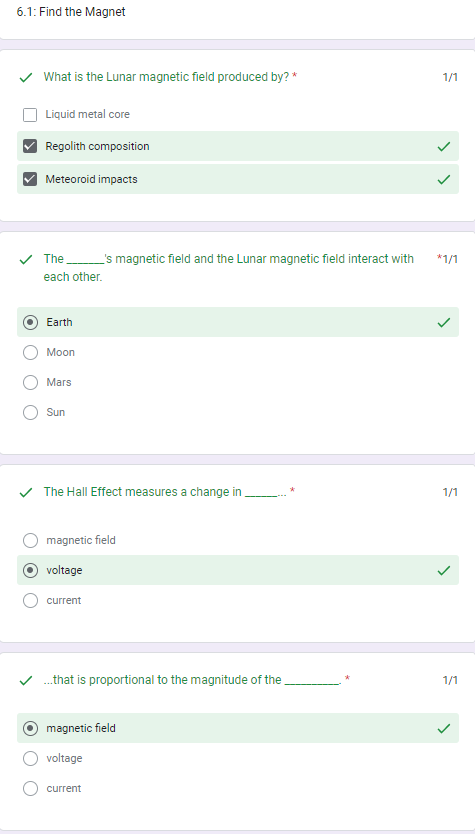 6.1: Find the Magnet
What is the Lunar magnetic field produced by? *
1/1
Liquid metal core
Regolith composition
Meteoroid impacts
The _______'s magnetic field and the Lunar magnetic field interact with
*1/1
each other.
Earth
Moon
Mars
Sun
The Hall Effect measures a change in ______... *
1/1
magnetic field
voltage
current
...that is proportional to the magnitude of the __________. *
1/1
magnetic field
voltage
current